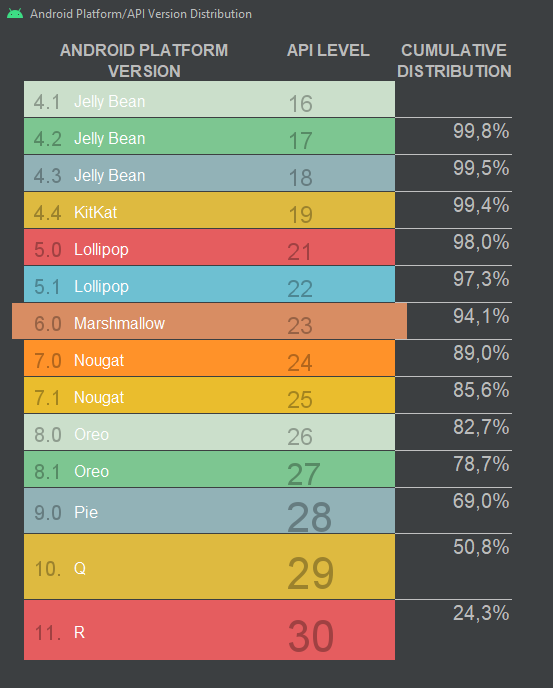 Android Platform/API Version Distribution
ANDROID PLATFORM VERSION API LEVEL CUMULATIVE DISTRIBUTION
4.1 Jelly Bean 16
99,8%
4.2 Jelly Bean 17
99,5%
4.3 Jelly Bean 18
99,4%
4.4 KitKat 19
98,0%
5.0 Lollipop 21
97,3%
5.1 Lollipop 22
94,1%
6.0 Marshmallow 23
89,0%
7.0 Nougat 24
85,6%
7.1 Nougat 25
82,7%
8.0 Oreo 26
78,7%
8.1 Oreo 27
69,0%
9.0 Pie 28
50,8%
10. Q 29
24,3%
11. R 30